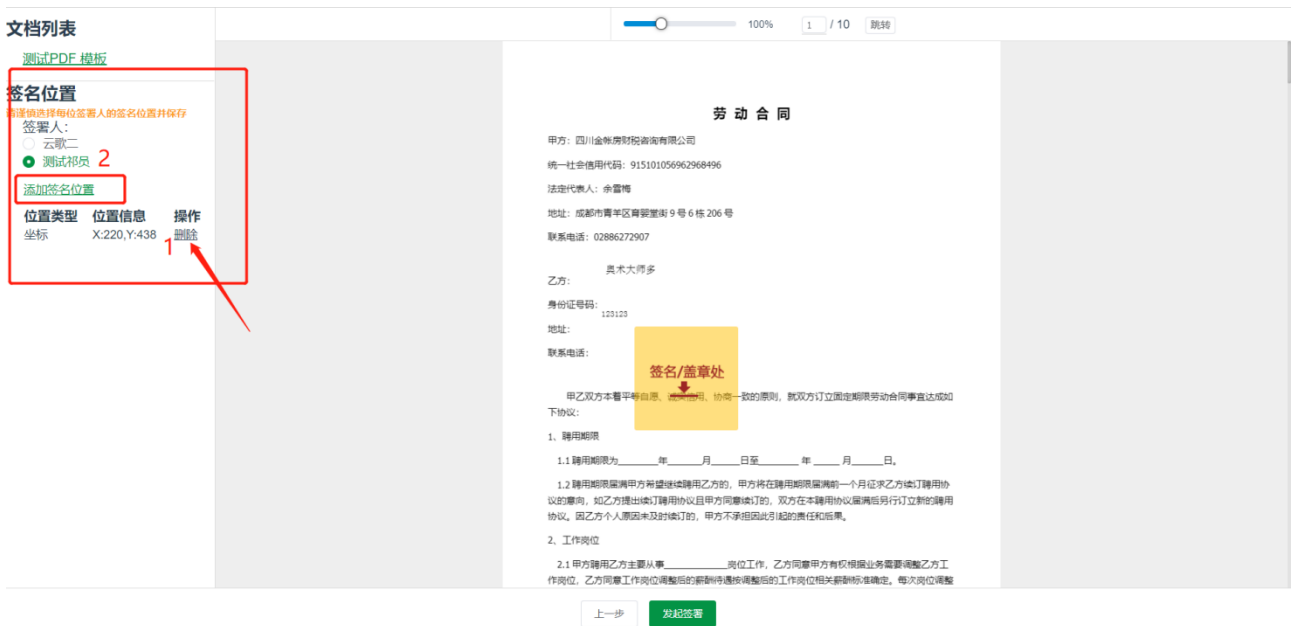 文档列表
测试PDF 模板
签名位置
请谨慎选择每位签署人的签名位置并保存
签署人：
云歌二
测试祁员 2
添加签名位置
位置类型 位置信息 操作
坐标 X:220,Y:438 删除
1
100% 1 / 10 跳转
劳 动 合 同
甲方：四川金帐房财税咨询有限公司
统一社会信用代码：915101056962968496
法定代表人：余雪梅
地址：成都市青羊区育婴堂街 9 号 6 栋 206 号
联系电话：02886272907
奥术大师多
乙方：
身份证号码：
123123
地址：
联系电话：
签名/盖章处
甲乙双方本着平等自愿、诚实信用、协商一致的原则，就双方订立固定期限劳动合同事宜达成如
下协议：
1、聘用期限
1.1 聘用期限为________年_______月______日至________ 年 _____ 月______日。
1.2 聘用期限届满甲方希望继续聘用乙方的，甲方将在聘用期限届满前一个月征求乙方续订聘用协
议的意向，如乙方提出续订聘用协议且甲方同意续订的，双方在本聘用协议届满后另行订立新的聘用
协议。因乙方个人原因未及时续订的，甲方不承担因此引起的责任和后果。
2、工作岗位
2.1 甲方聘用乙方主要从事_____________岗位工作，乙方同意甲方有权根据业务需要调整乙方工
作岗位，乙方同意工作岗位调整后的薪酬待遇按调整后的工作岗位相关薪酬标准确定。每次岗位调整
上一步 发起签署